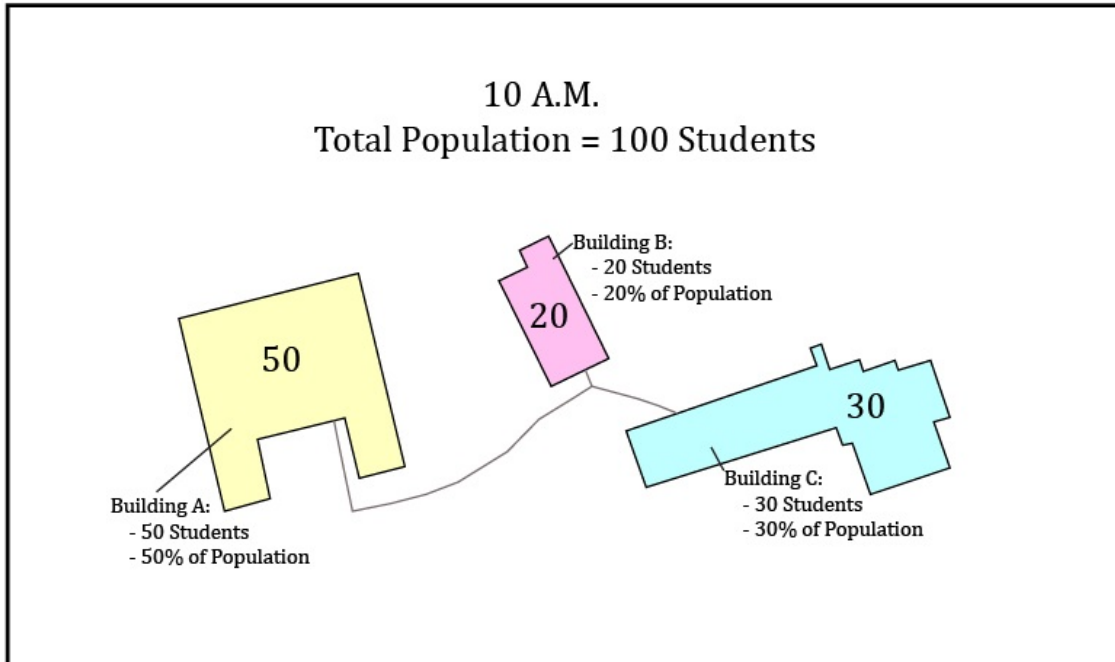 10 A.M.
Total Population = 100 Students
Building B:
- 20 Students
- 20% of Population
20
50
30
Building A:
- 50 Students
- 50% of Population
Building C:
- 30 Students
- 30% of Population